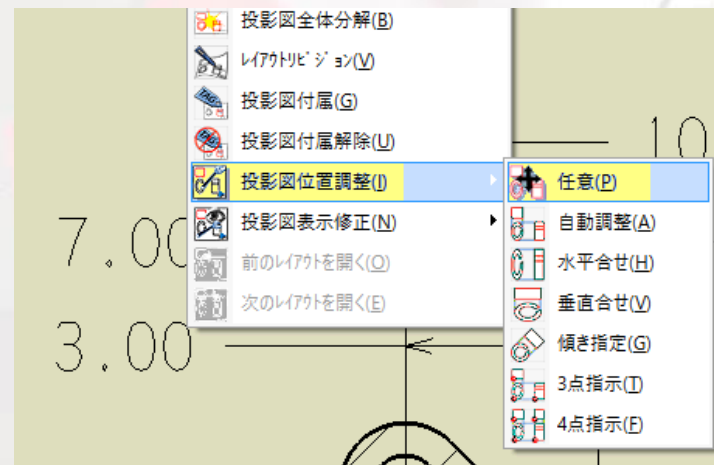 投影図全体分解(B)
ﾚｲｱｳﾄﾘﾋﾞｼﾞｮﾝ(V)
投影図付属(G)
投影図付属解除(U)
投影図位置調整(I)
投影図表示修正(N)
前のﾚｲｱｳﾄを開く(O)
次のﾚｲｱｳﾄを開く(E)
任意(P)
自動調整(A)
水平合せ(H)
垂直合せ(V)
傾き指定(G)
3点指示(T)
4点指示(F)
10
7.00
3.00